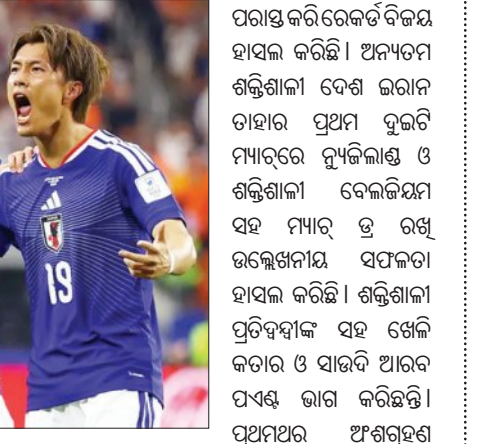 ପରାସ୍ତ କରି ରେକର୍ଡ ବିଜୟ
ହାସଲ କରିଛି। ଅନ୍ୟତମ
ଶକ୍ତିଶାଳୀ ଦେଶ ଇରାନ
ତାହାର ପ୍ରଥମ ଦୁଇଟି
ମ୍ୟାଚ୍‌ରେ ନ୍ୟୁଜିଲାଣ୍ଡ ଓ
ଶକ୍ତିଶାଳୀ ବେଲଜିୟମ
ସହ ମ୍ୟାଚ୍ ଡ୍ର ରଖି
ଉଲ୍ଲେଖନୀୟ ସଫଳତା
ହାସଲ କରିଛି। ଶକ୍ତିଶାଳୀ
ପ୍ରତିଦ୍ୱନ୍ଦ୍ୱୀଙ୍କ ସହ ଖେଳି
କତାର ଓ ସାଉଦି ଆରବ
ପଏଣ୍ଟ ଭାଗ କରିଛନ୍ତି।
ପ୍ରଥମଥର ଅଂଶଗ୍ରହଣ
19